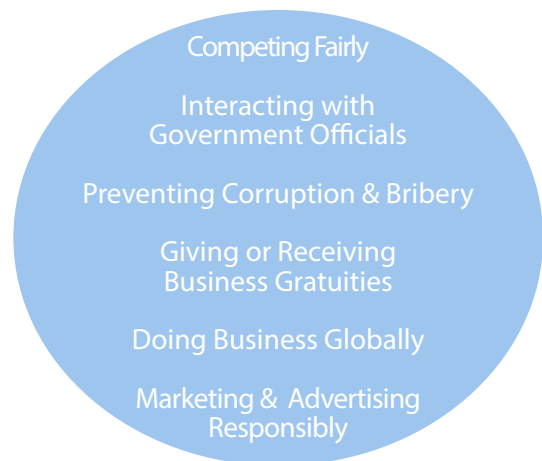 Competing Fairly
Interacting with
Government Officials
Preventing Corruption & Bribery
Giving or Receiving
Business Gratuities
Doing Business Globally
Marketing & Advertising
Responsibly